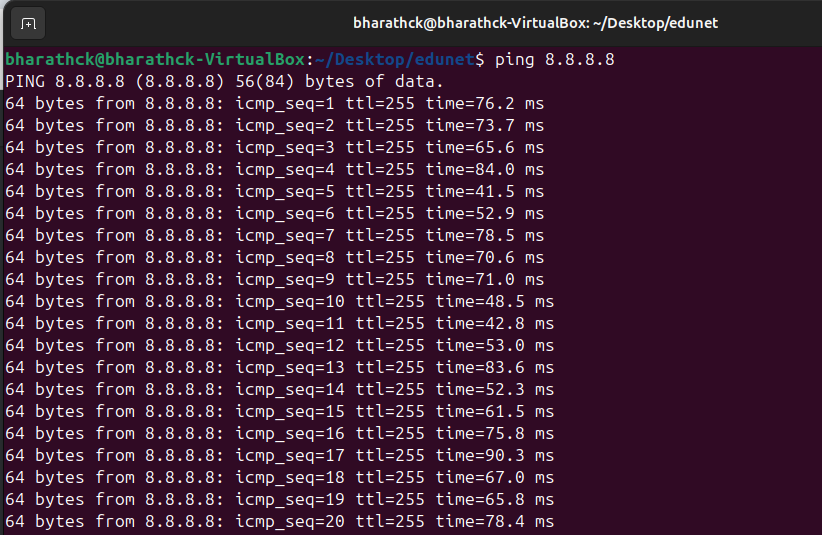 bharathck@bharathck-VirtualBox: ~/Desktop/edunet
bharathck@bharathck-VirtualBox:~/Desktop/edunet$ ping 8.8.8.8
PING 8.8.8.8 (8.8.8.8) 56(84) bytes of data.
64 bytes from 8.8.8.8: icmp_seq=1 ttl=255 time=76.2 ms
64 bytes from 8.8.8.8: icmp_seq=2 ttl=255 time=73.7 ms
64 bytes from 8.8.8.8: icmp_seq=3 ttl=255 time=65.6 ms
64 bytes from 8.8.8.8: icmp_seq=4 ttl=255 time=84.0 ms
64 bytes from 8.8.8.8: icmp_seq=5 ttl=255 time=41.5 ms
64 bytes from 8.8.8.8: icmp_seq=6 ttl=255 time=52.9 ms
64 bytes from 8.8.8.8: icmp_seq=7 ttl=255 time=78.5 ms
64 bytes from 8.8.8.8: icmp_seq=8 ttl=255 time=70.6 ms
64 bytes from 8.8.8.8: icmp_seq=9 ttl=255 time=71.0 ms
64 bytes from 8.8.8.8: icmp_seq=10 ttl=255 time=48.5 ms
64 bytes from 8.8.8.8: icmp_seq=11 ttl=255 time=42.8 ms
64 bytes from 8.8.8.8: icmp_seq=12 ttl=255 time=53.0 ms
64 bytes from 8.8.8.8: icmp_seq=13 ttl=255 time=83.6 ms
64 bytes from 8.8.8.8: icmp_seq=14 ttl=255 time=52.3 ms
64 bytes from 8.8.8.8: icmp_seq=15 ttl=255 time=61.5 ms
64 bytes from 8.8.8.8: icmp_seq=16 ttl=255 time=75.8 ms
64 bytes from 8.8.8.8: icmp_seq=17 ttl=255 time=90.3 ms
64 bytes from 8.8.8.8: icmp_seq=18 ttl=255 time=67.0 ms
64 bytes from 8.8.8.8: icmp_seq=19 ttl=255 time=65.8 ms
64 bytes from 8.8.8.8: icmp_seq=20 ttl=255 time=78.4 ms